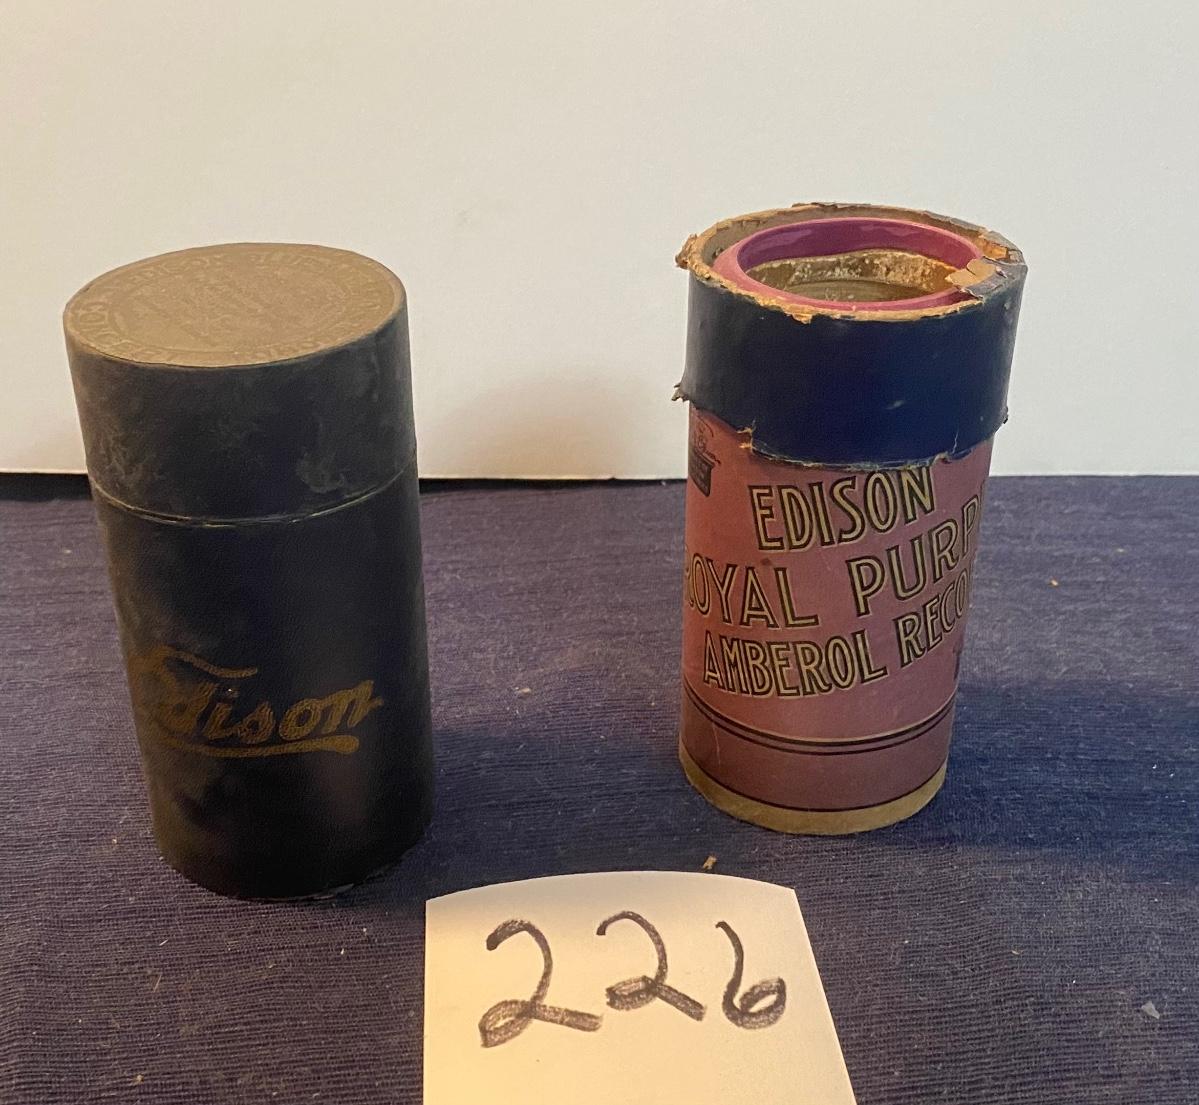 Edison
EDISON
ROYAL PURP
AMBEROL RECO
226